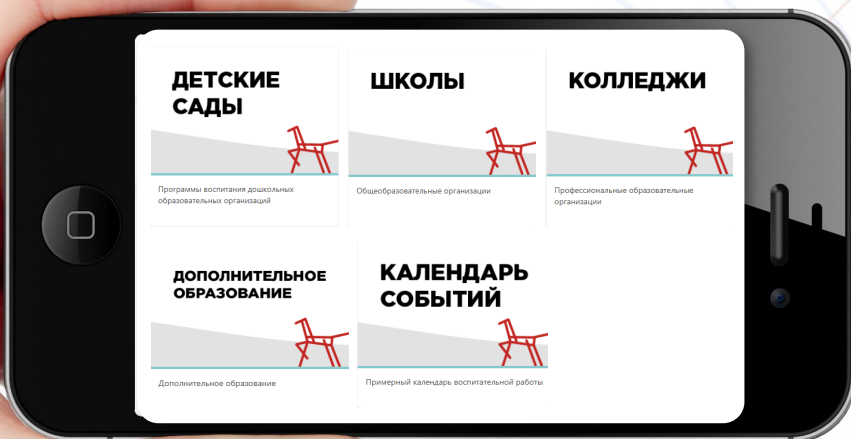 ДЕТСКИЕ
САДЫ
Программы воспитания дошкольных
образовательных организаций
ШКОЛЫ
Общеобразовательные организации
КОЛЛЕДЖИ
Профессиональные образовательные
организации
ДОПОЛНИТЕЛЬНОЕ
ОБРАЗОВАНИЕ
Дополнительное образование
КАЛЕНДАРЬ
СОБЫТИЙ
Примерный календарь воспитательной работы